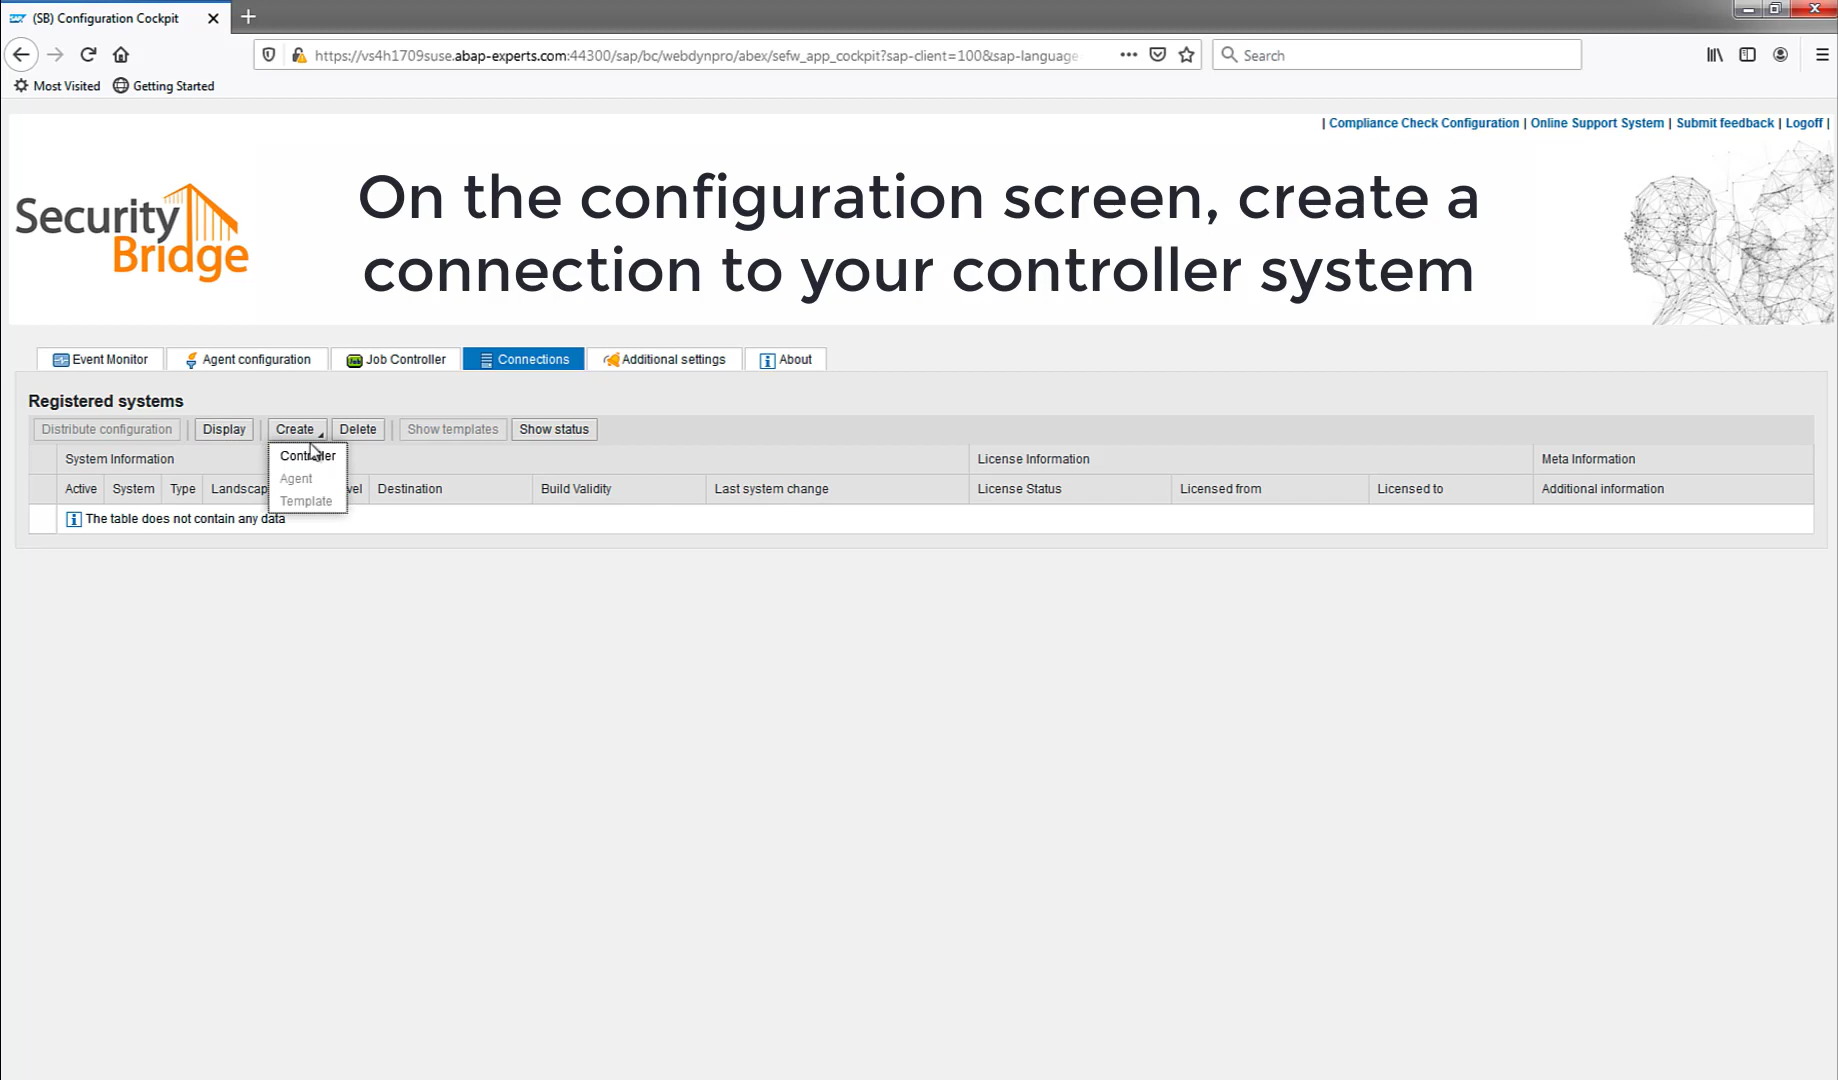 (SB) Configuration Cockpit
https://vs4h1709suse.abap-experts.com:44300/sap/bc/webdynpro/abex/sefw_app_cockpit?sap-client=100&sap-language
Search
Most Visited
Getting Started
| Compliance Check Configuration | Online Support System | Submit feedback | Logoff |
Security
Bridge
On the configuration screen, create a
connection to your controller system
Event Monitor
Agent configuration
Job Controller
Connections
Additional settings
About
Registered systems
Distribute configuration
Display
Create
Delete
Show templates
Show status
Controller
Agent
Template
System Information
License Information
Meta Information
Active
System
Type
Destination
Build Validity
Last system change
License Status
Licensed from
Licensed to
Additional information
The table does not contain any data